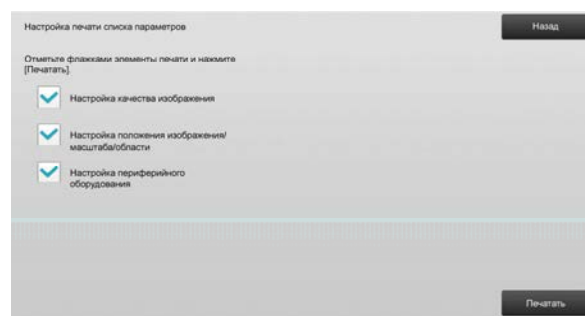 Настройка печати списка параметров
Назад
Отметьте флажками элементы печати и нажмите
[Печатать].
Настройка качества изображения
Настройка положения изображения/
масштаба/области
Настройка периферийного
оборудования
Печатать